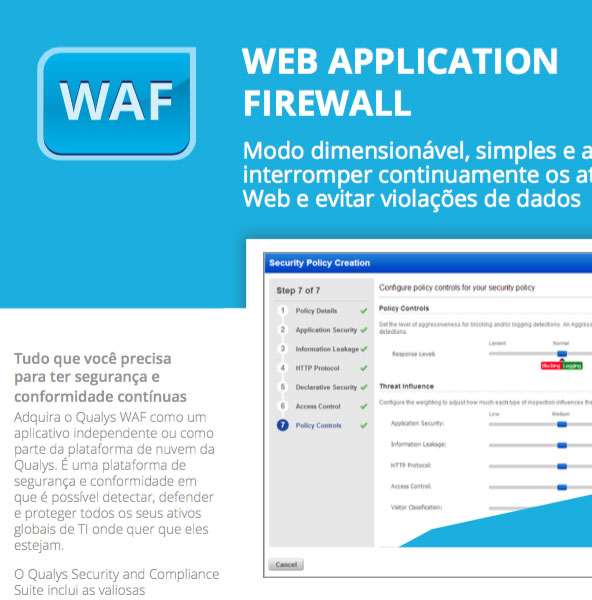 WAF
WEB APPLICATION
FIREWALL
Modo dimensionável, simples e a
interromper continuamente os at
Web e evitar violações de dados
Security Policy Creation
Step 7 of 7
1 Policy Details
2 Application Security
3 Information Leakage
4 HTTP Protocol
5 Declarative Security
6 Access Control
7 Policy Controls
Cancel
Configure policy controls for your security policy
Policy Controls
Set the level of aggressiveness for blocking and/or logging detections. An Aggress
detections.
Lenient Normal
Response Levels:
Blocking Logging
Threat Influence
Configure the weighting to adjust how much each type of inspection influences the
Low Medium
Application Security:
Information Leakage:
HTTP Protocol:
Access Control:
Visitor Classification:
Tudo que você precisa
para ter segurança e
conformidade contínuas
Adquira o Qualys WAF como um
aplicativo independente ou como
parte da plataforma de nuvem da
Qualys. É uma plataforma de
segurança e conformidade em
que é possível detectar, defender
e proteger todos os seus ativos
globais de TI onde quer que eles
estejam.
O Qualys Security and Compliance
Suite inclui as valiosas